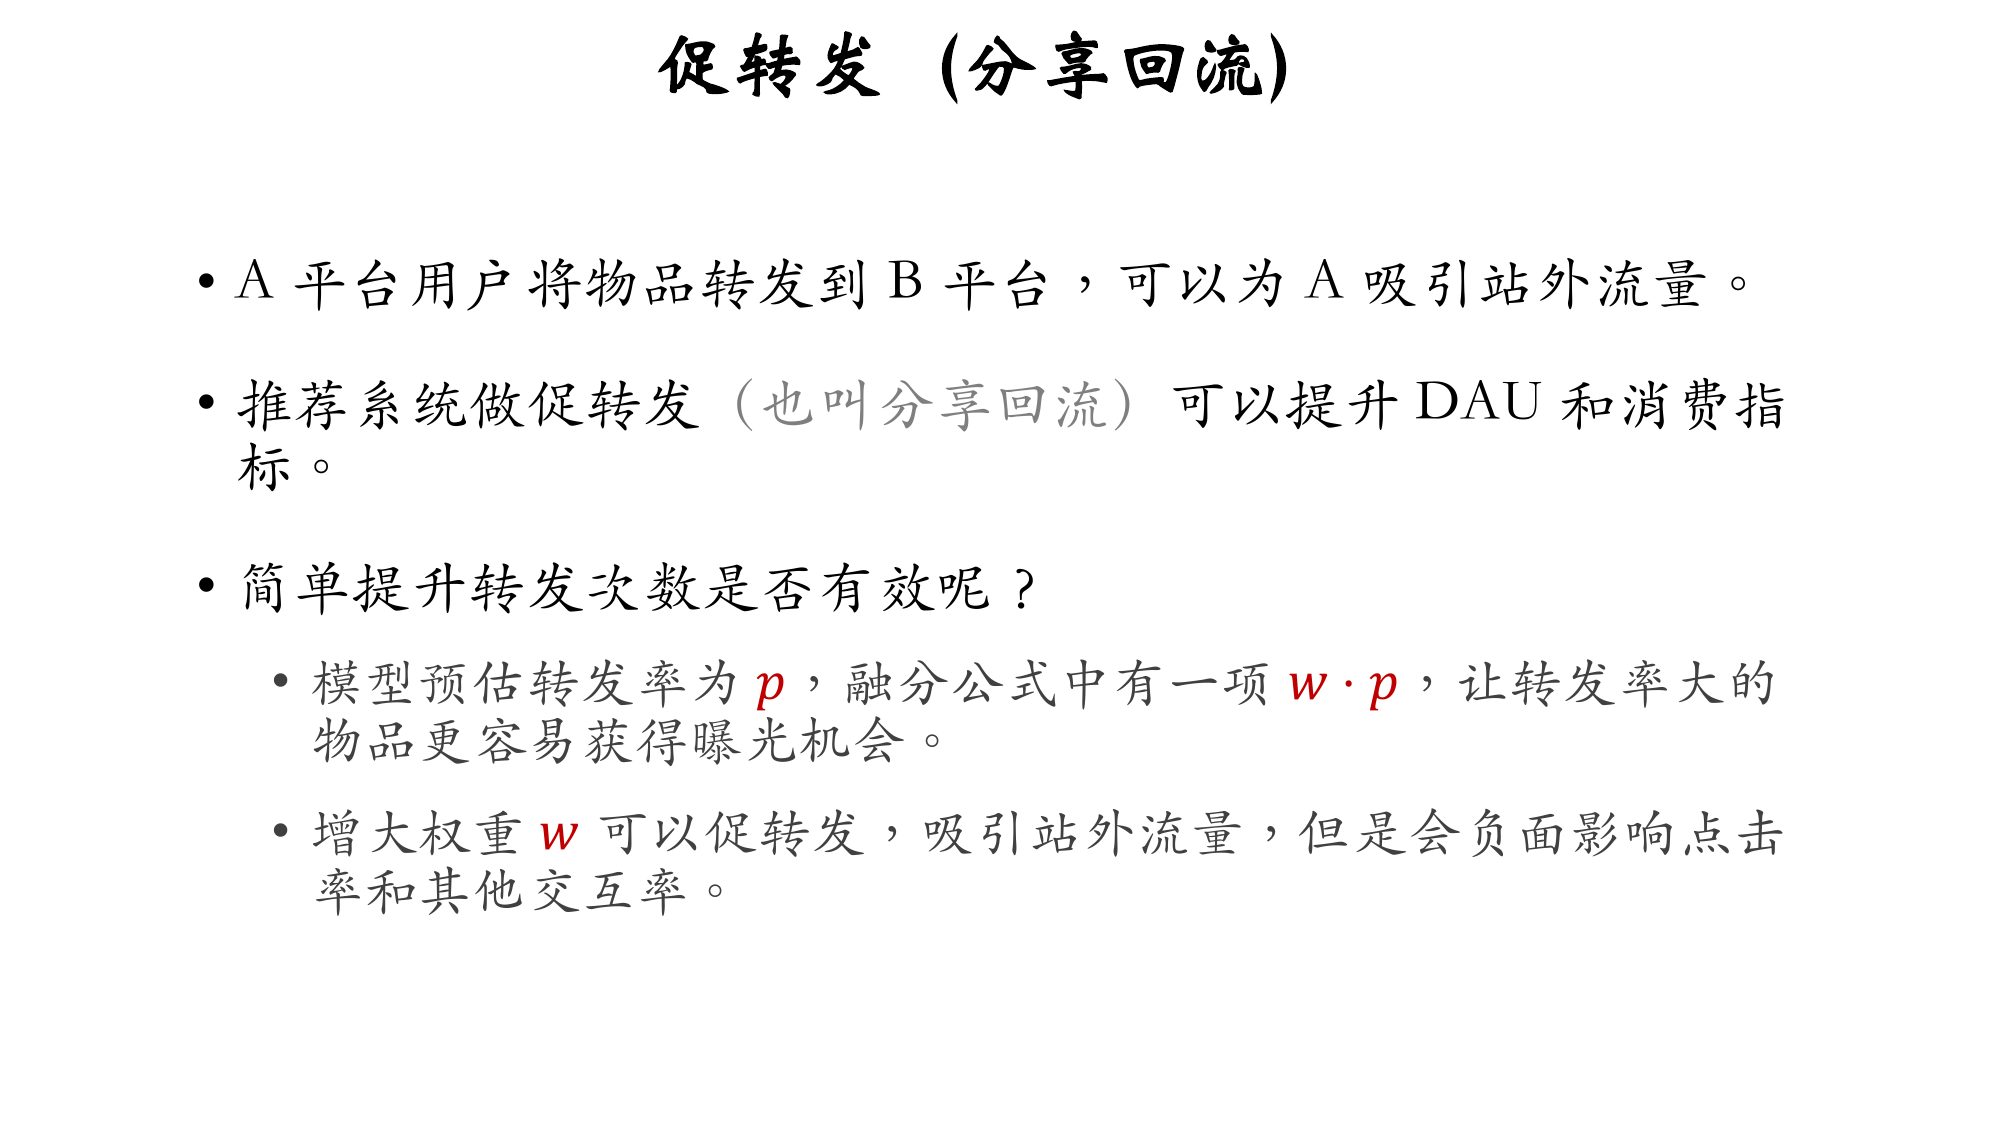 促转发（分享回流）
• A 平台用户将物品转发到 B 平台，可以为 A 吸引站外流量。
• 推荐系统做促转发（也叫分享回流）可以提升 DAU 和消费指
标。
• 简单提升转发次数是否有效呢？
• 模型预估转发率为 p，融分公式中有一项 w · p，让转发率大的
物品更容易获得曝光机会。
• 增大权重 w 可以促转发，吸引站外流量，但是会负面影响点击
率和其他交互率。